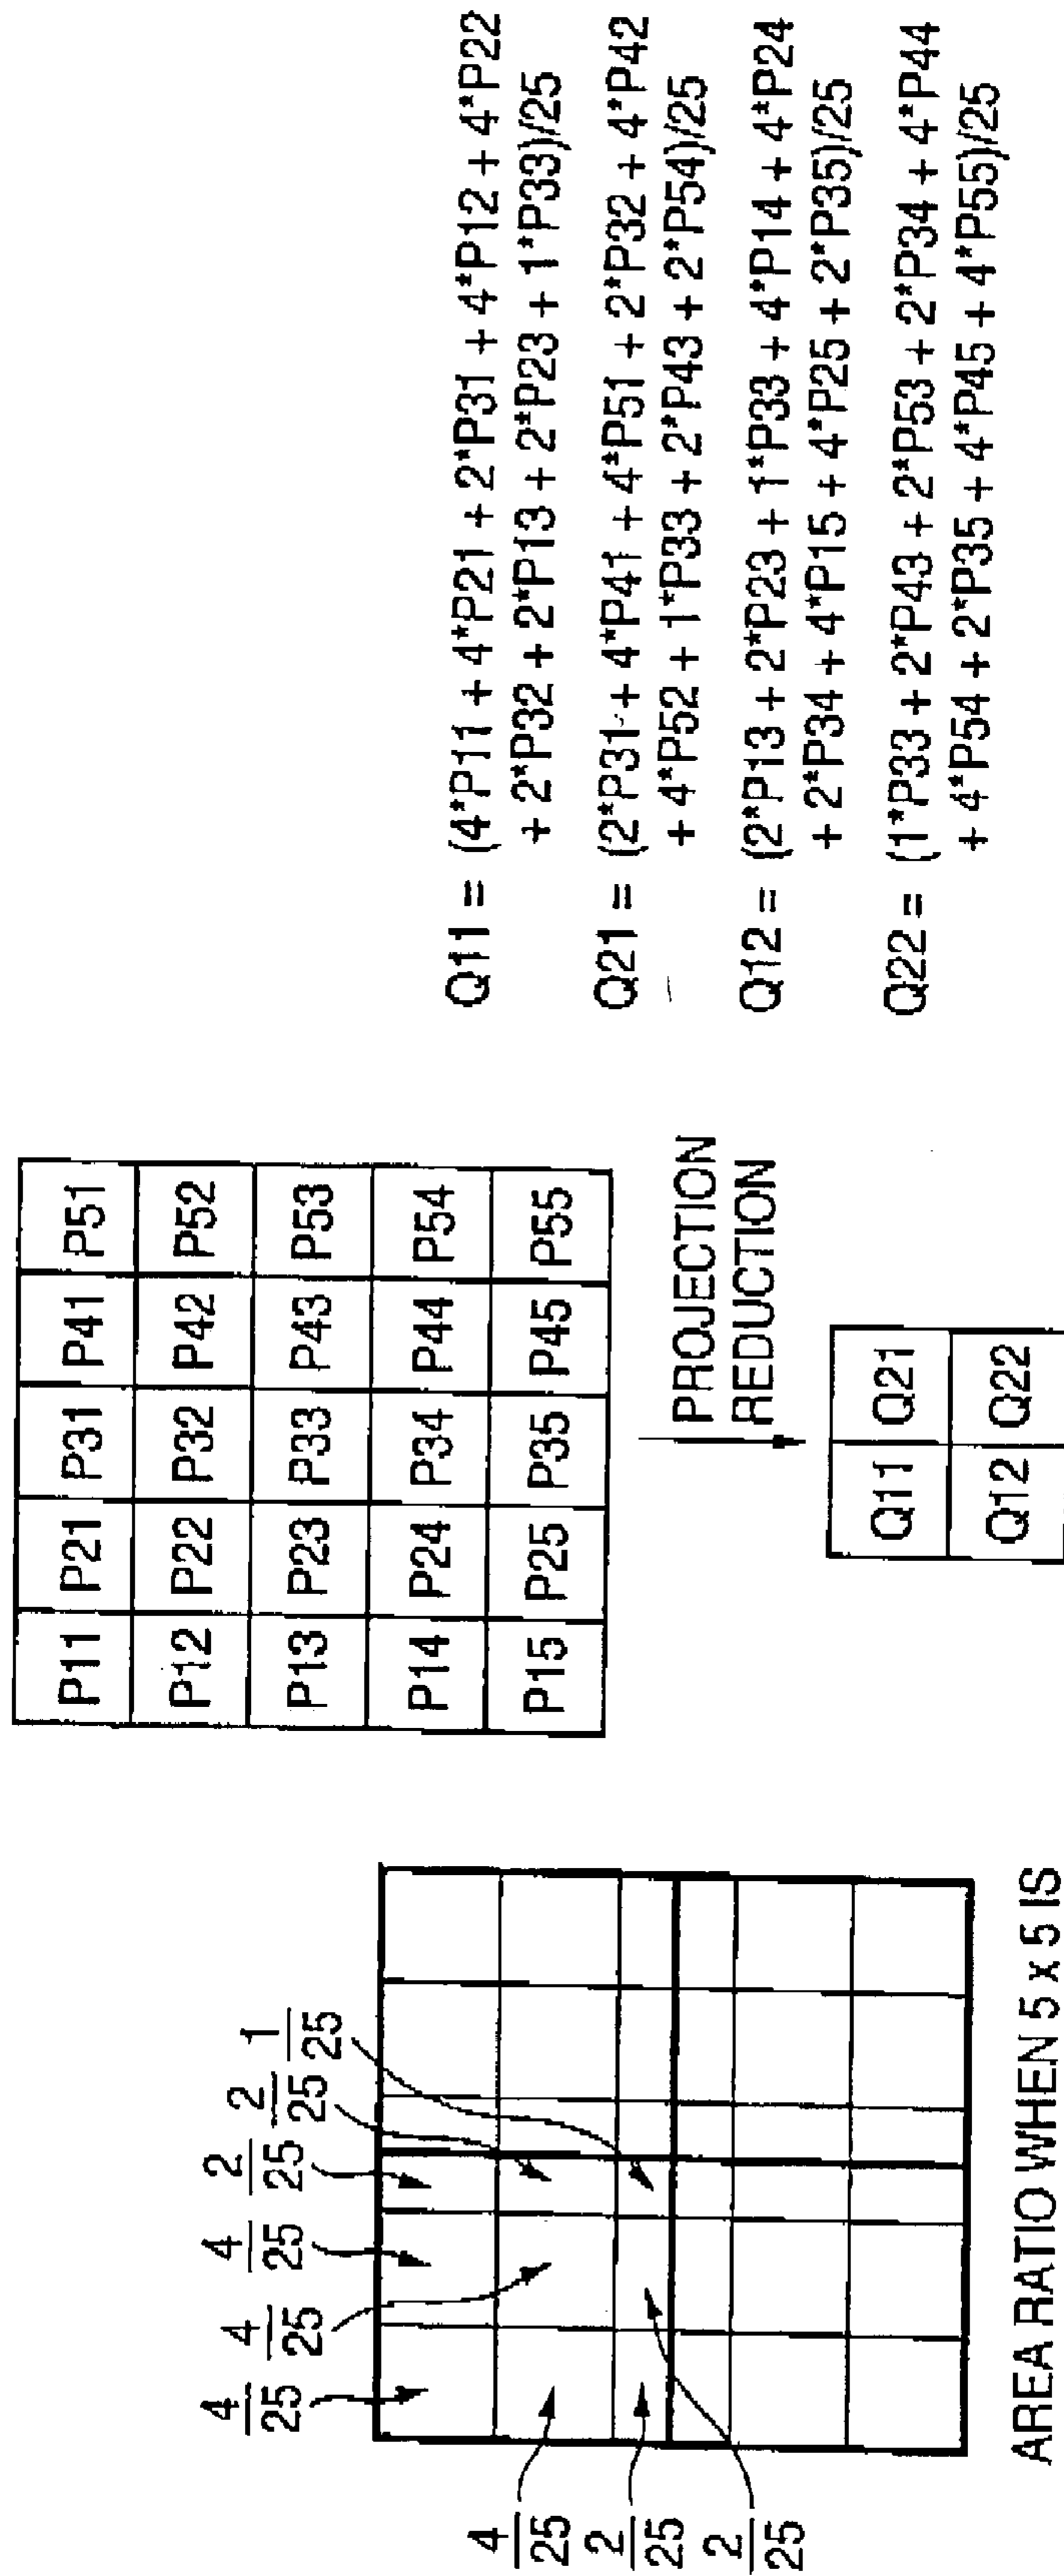 4/25 4/25 4/25 2/25 2/25 1/25
4/25
2/25
2/25
AREA RATIO WHEN 5 x 5 IS
P11 P21 P31 P41 P51
P12 P22 P32 P42 P52
P13 P23 P33 P43 P53
P14 P24 P34 P44 P54
P15 P25 P35 P45 P55
PROJECTION
REDUCTION
Q11 Q21
Q12 Q22
Q11 = (4*P11 + 4*P21 + 2*P31 + 4*P12 + 4*P22
+ 2*P32 + 2*P13 + 2*P23 + 1*P33)/25
Q21 = (2*P31 + 4*P41 + 4*P51 + 2*P32 + 4*P42
+ 4*P52 + 1*P33 + 2*P43 + 2*P54)/25
Q12 = (2*P13 + 2*P23 + 1*P33 + 4*P14 + 4*P24
+ 2*P34 + 4*P15 + 4*P25 + 2*P35)/25
Q22 = (1*P33 + 2*P43 + 2*P53 + 2*P34 + 4*P44
+ 4*P54 + 2*P35 + 4*P45 + 4*P55)/25